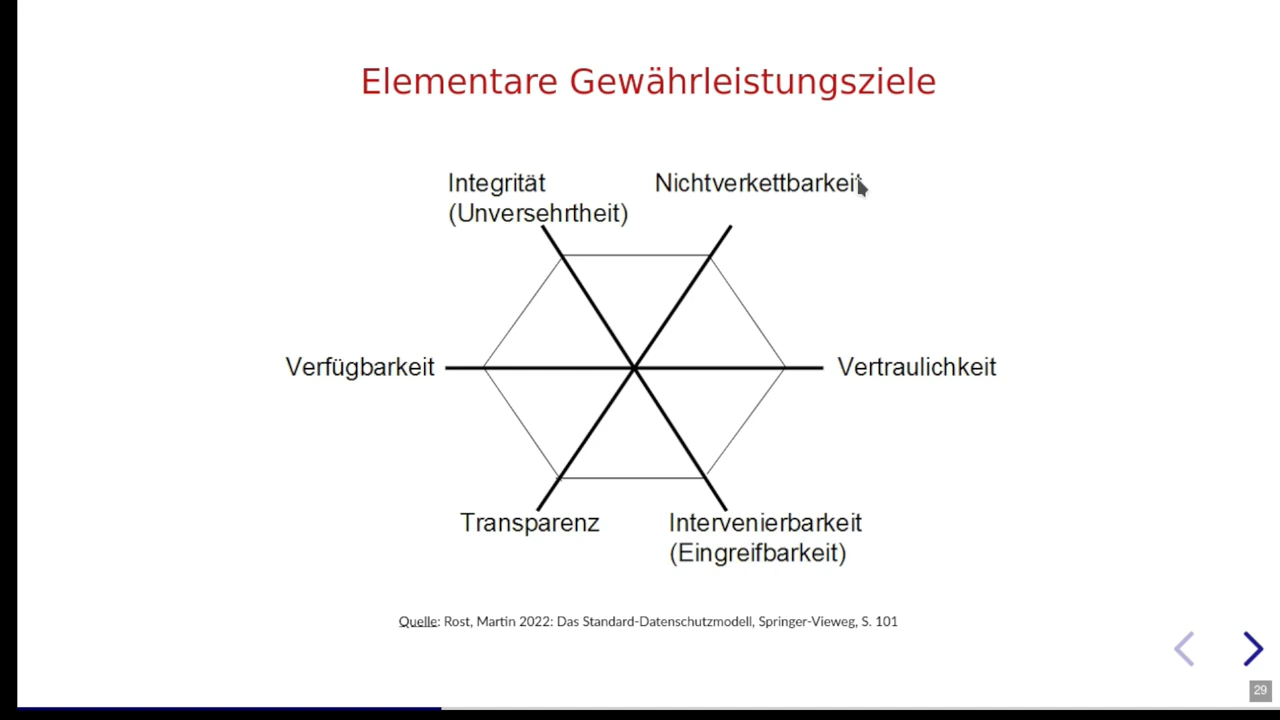 Elementare Gewährleistungsziele
Integrität
(Unversehrtheit)
Nichtverkettbarkeit
Verfügbarkeit
Vertraulichkeit
Transparenz
Intervenierbarkeit
(Eingreifbarkeit)
Quelle: Rost, Martin 2022: Das Standard-Datenschutzmodell, Springer-Vieweg, S. 101
29